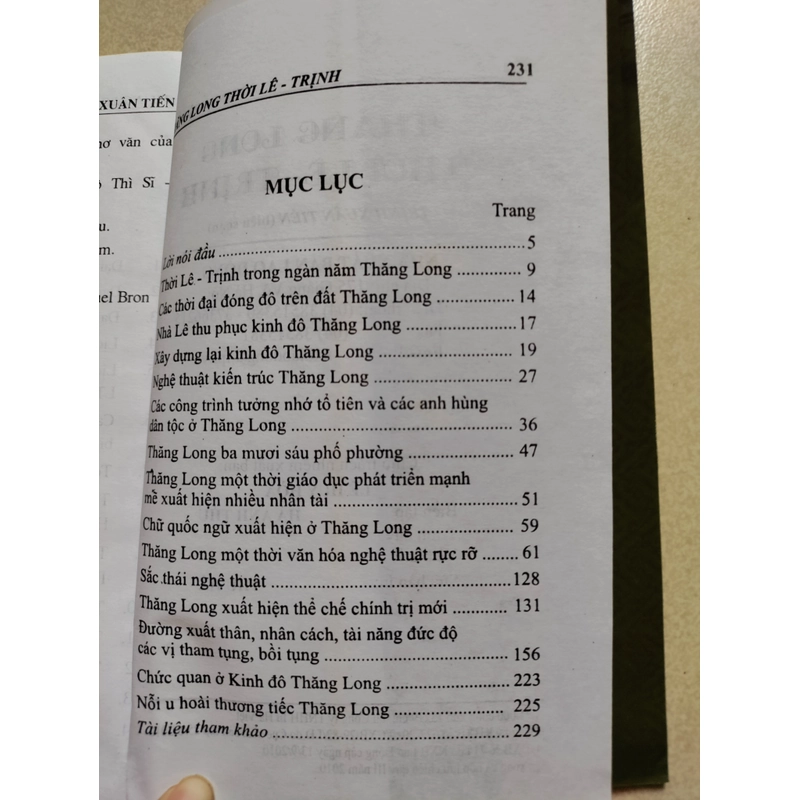 XUÂN TIẾN
văn của
Thì Sĩ -
Bron
LONG THỜI LÊ - TRỊNH 231
MỤC LỤC
Trang
Lời nói đầu ........ 5
Thời Lê - Trịnh trong ngàn năm Thăng Long ........ 9
Các thời đại đóng đô trên đất Thăng Long ........ 14
Nhà Lê thu phục kinh đô Thăng Long ........ 17
Xây dựng lại kinh đô Thăng Long ........ 19
Nghệ thuật kiến trúc Thăng Long ........ 27
Các công trình tưởng nhớ tổ tiên và các anh hùng
dân tộc ở Thăng Long ........ 36
Thăng Long ba mươi sáu phố phường ........ 47
Thăng Long một thời giáo dục phát triển mạnh
mẽ xuất hiện nhiều nhân tài ........ 51
Chữ quốc ngữ xuất hiện ở Thăng Long ........ 59
Thăng Long một thời văn hóa nghệ thuật rực rỡ ........ 61
Sắc thái nghệ thuật ........ 128
Thăng Long xuất hiện thể chế chính trị mới ........ 131
Đường xuất thân, nhân cách, tài năng đức độ
các vị tham tụng, bồi tụng ........ 156
Chức quan ở Kinh đô Thăng Long ........ 223
Nỗi u hoài thương tiếc Thăng Long ........ 225
Tài liệu tham khảo ........ 229